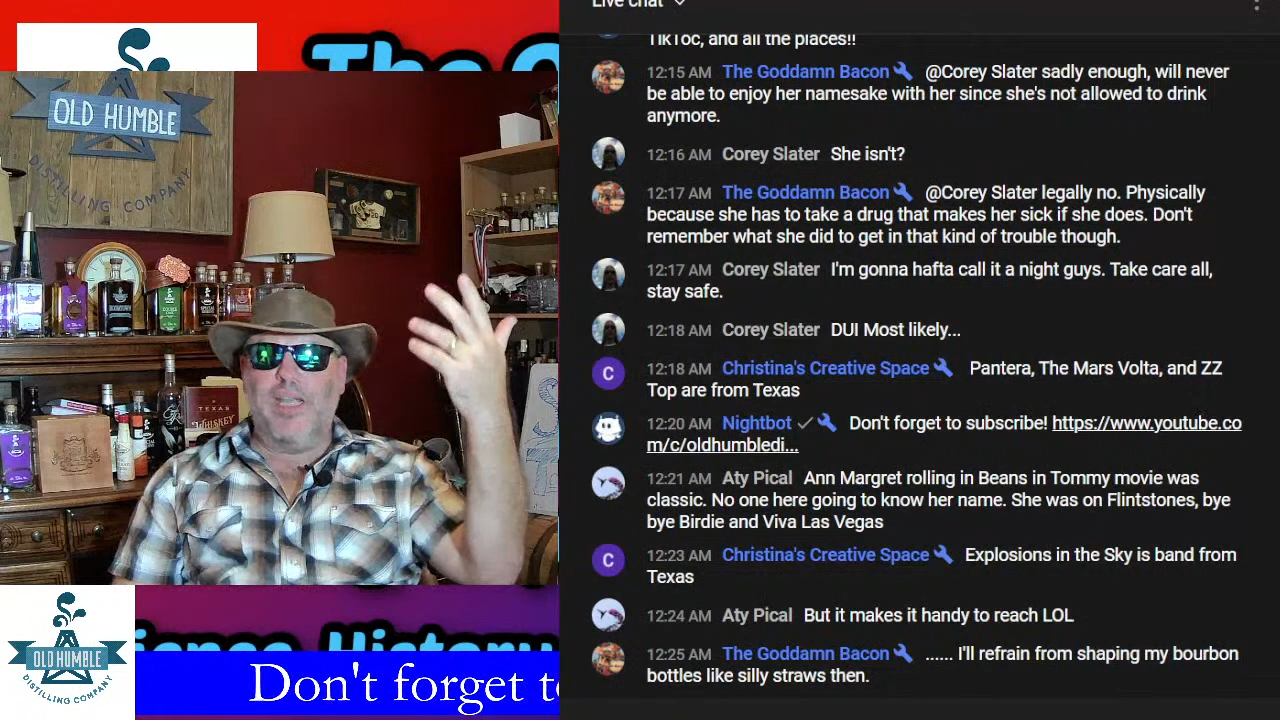 The
OLD HUMBLE
DISTILLING COMPANY
TEXAS
WHISKEY
OLD HUMBLE
DISTILLING COMPANY
Don't forget to
Live chat
TikToc, and all the places!!
12:15 AM The Goddamn Bacon @Corey Slater sadly enough, will never
be able to enjoy her namesake with her since she's not allowed to drink
anymore.
12:16 AM Corey Slater She isn't?
12:17 AM The Goddamn Bacon @Corey Slater legally no. Physically
because she has to take a drug that makes her sick if she does. Don't
remember what she did to get in that kind of trouble though.
12:17 AM Corey Slater I'm gonna hafta call it a night guys. Take care all,
stay safe.
12:18 AM Corey Slater DUI Most likely...
C
12:18 AM Christina's Creative Space Pantera, The Mars Volta, and ZZ
Top are from Texas
12:20 AM Nightbot Don't forget to subscribe! https://www.youtube.co
m/c/oldhumbledi...
12:21 AM Aty Pical Ann Margret rolling in Beans in Tommy movie was
classic. No one here going to know her name. She was on Flintstones, bye
bye Birdie and Viva Las Vegas
C
12:23 AM Christina's Creative Space Explosions in the Sky is band from
Texas
12:24 AM Aty Pical But it makes it handy to reach LOL
12:25 AM The Goddamn Bacon ...... I'll refrain from shaping my bourbon
bottles like silly straws then.